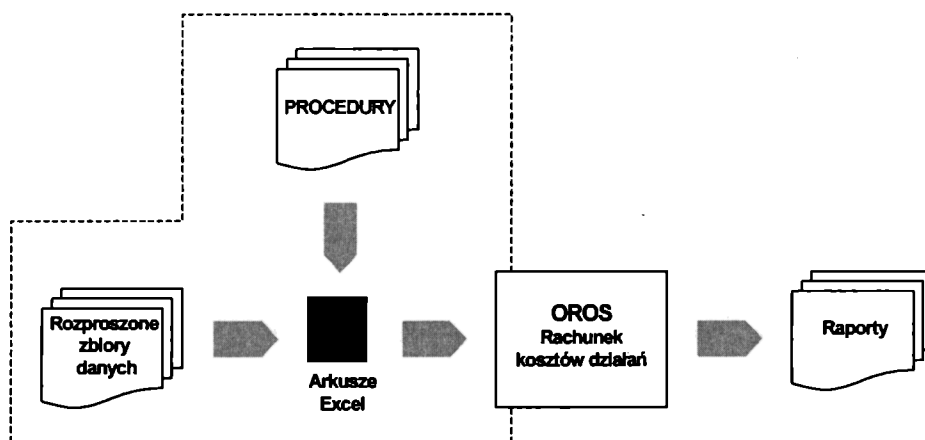 PROCEDURY
Rozproszone
zbiory
danych
Arkusze
Excel
OROS
Rachunek
kosztów działań
Raporty